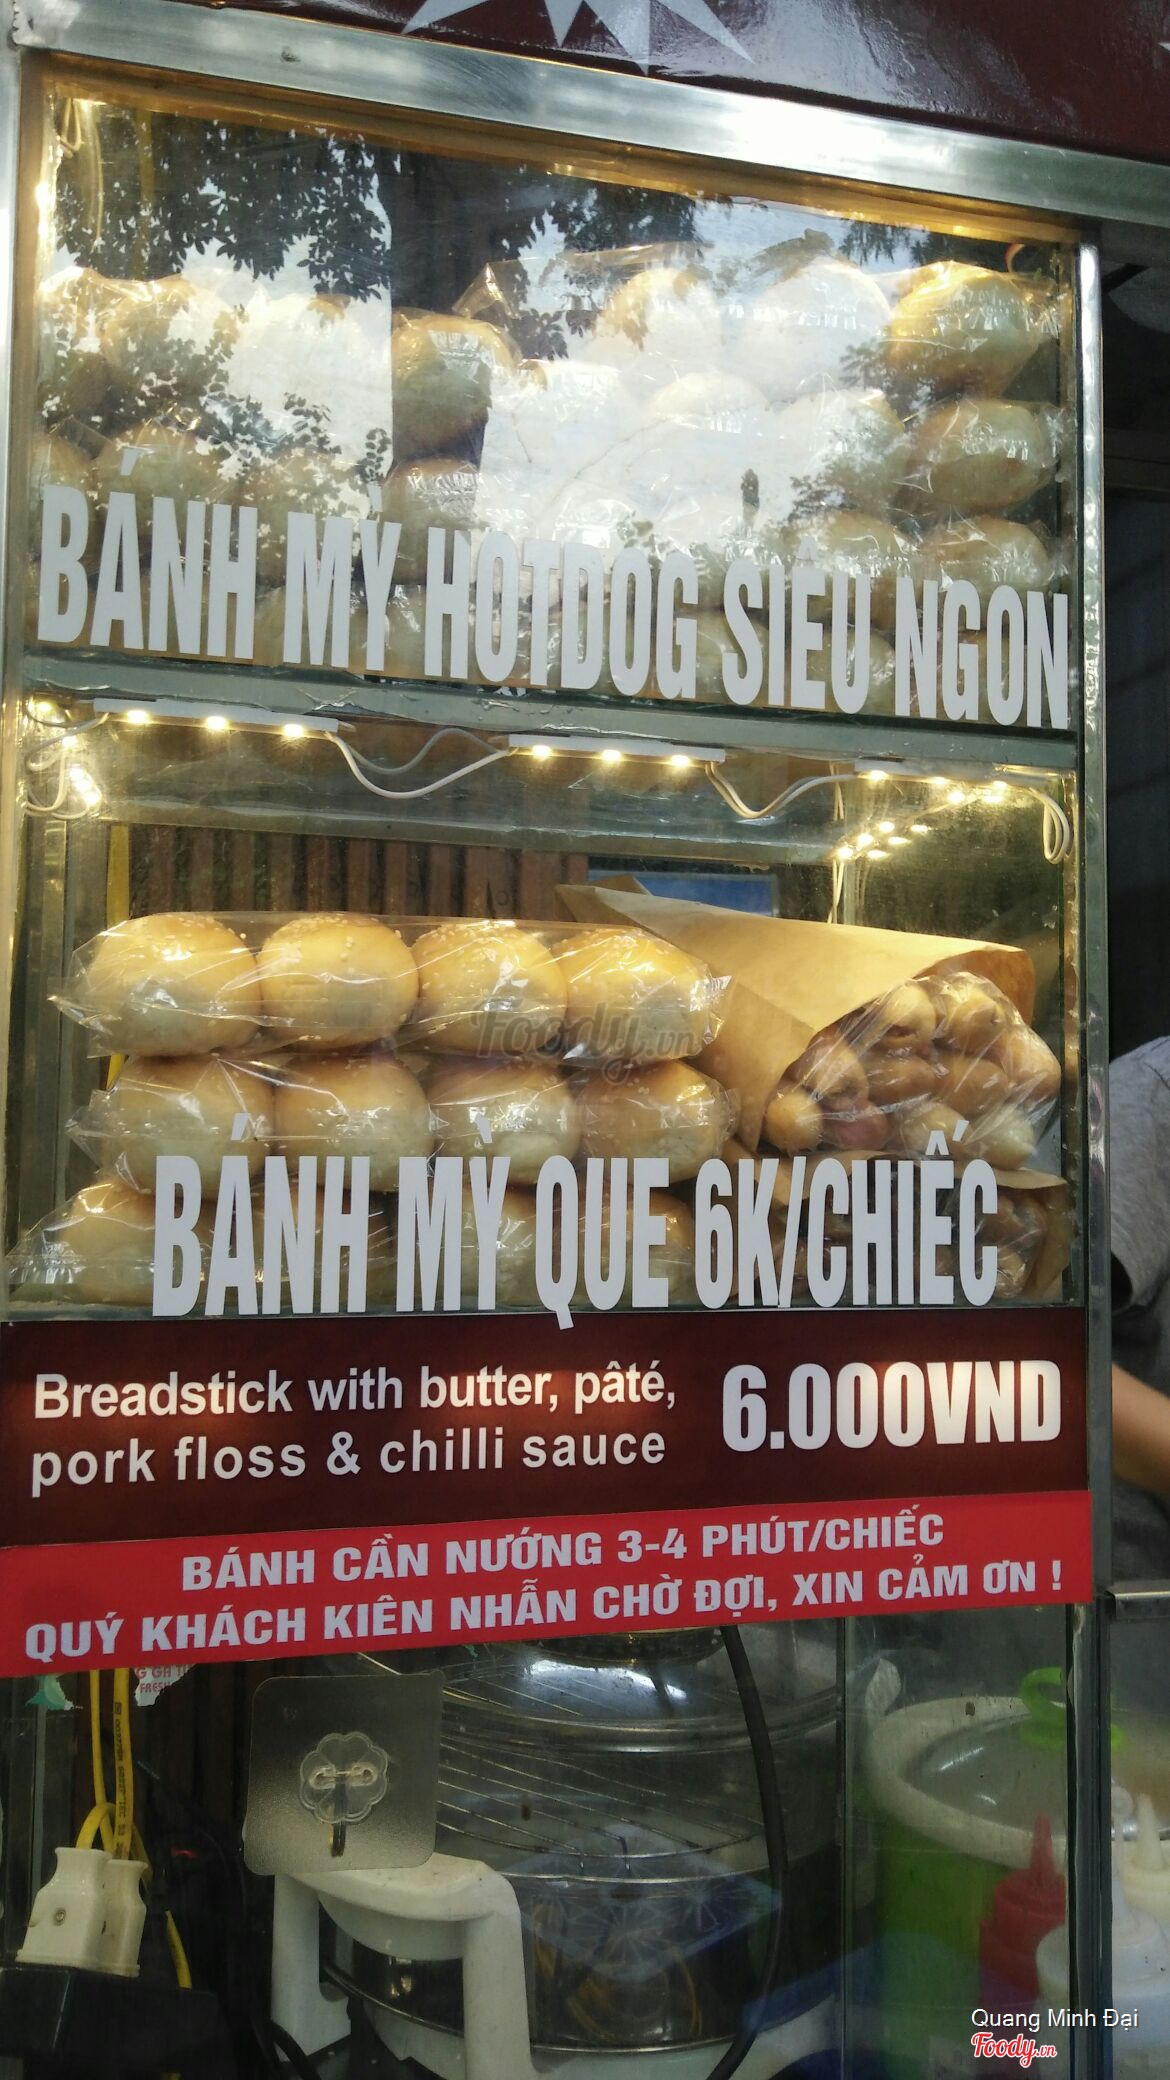 BÁNH MỲ HOTDOG SIÊU NGON
Foody.vn
BÁNH MỲ QUE 6K/CHIẾC
Breadstick with butter, pâté,
pork floss & chilli sauce
6.000VND
BÁNH CẦN NƯỚNG 3-4 PHÚT/CHIẾC
QUÝ KHÁCH KIÊN NHẪN CHỜ ĐỢI, XIN CẢM ƠN !
Quang Minh Đại
Foody.vn